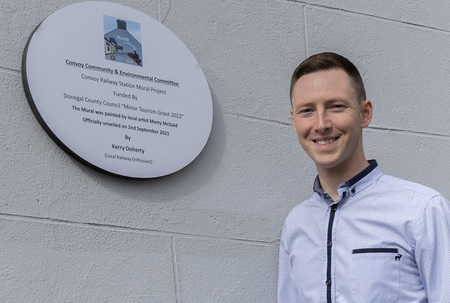 Convoy Community & Environmental Committee
Convoy Railway Station Mural Project
Funded By
Donegal County Council "Minor Tourism Grant 2022"
The Mural was painted by local artist Marty McDaid
Officially unveiled on 2nd September 2023
By
Kerry Doherty
(Local Railway Enthusiast)